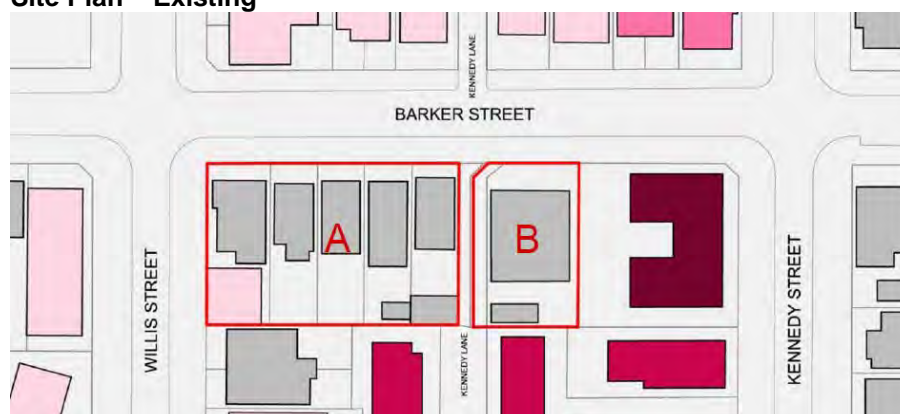 Site Plan – Existing
KENNEDY LANE
BARKER STREET
A
B
WILLIS STREET
KENNEDY LANE
KENNEDY STREET